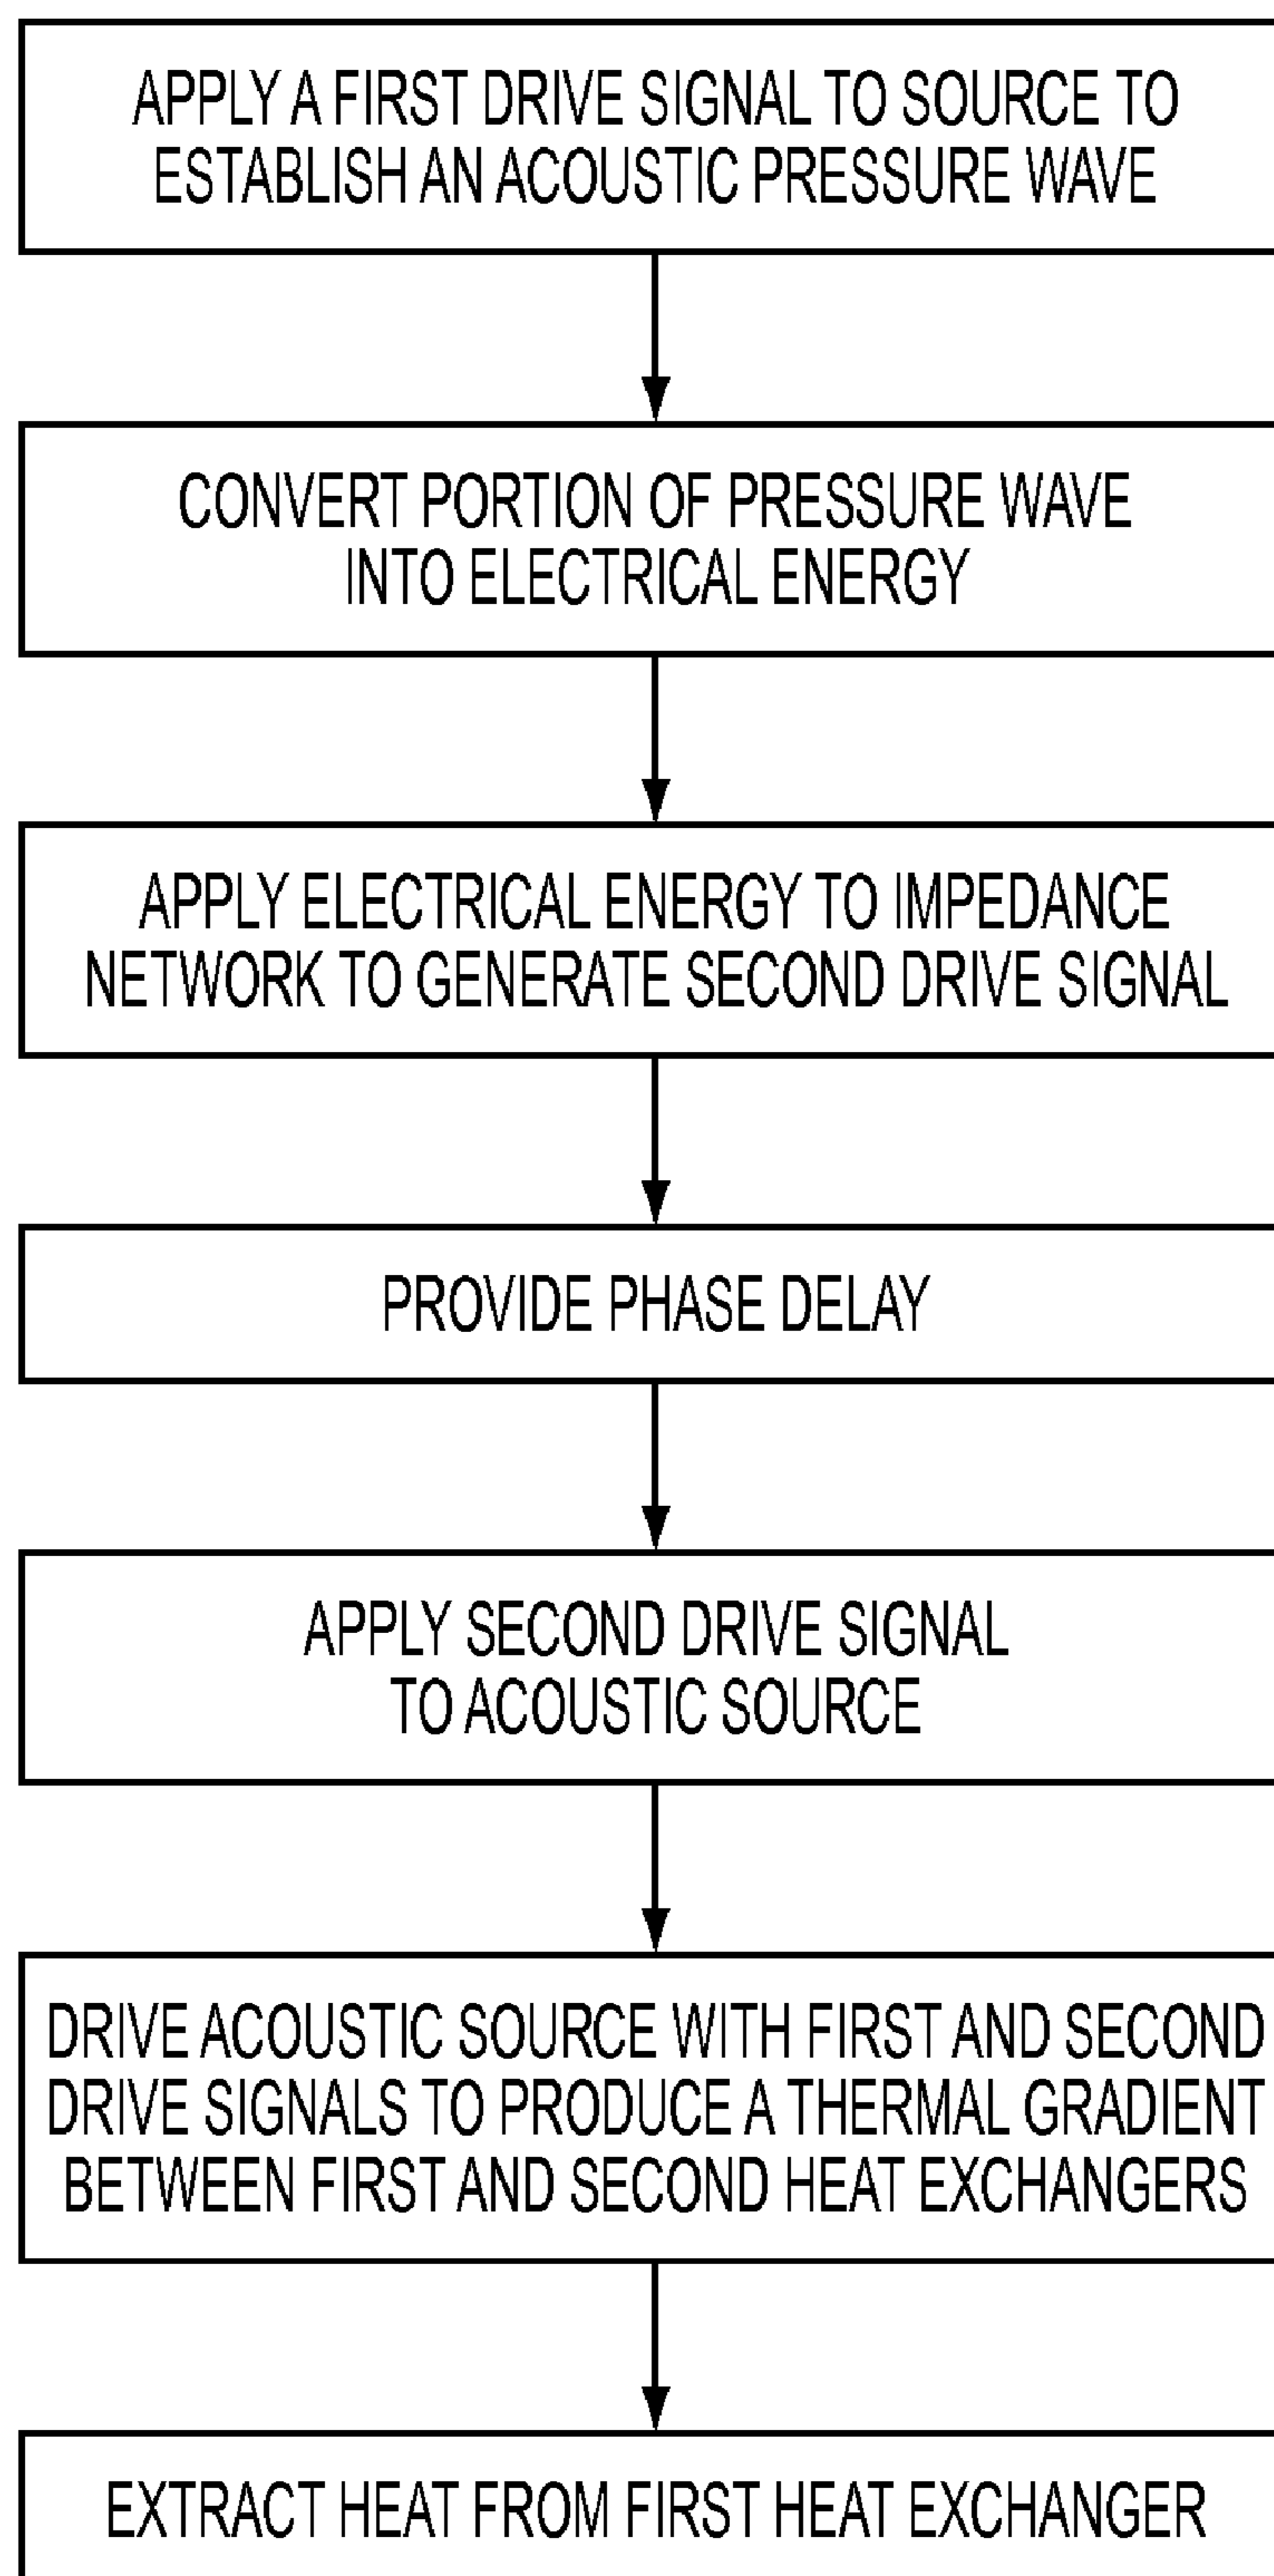 APPLY A FIRST DRIVE SIGNAL TO SOURCE TO
ESTABLISH AN ACOUSTIC PRESSURE WAVE
CONVERT PORTION OF PRESSURE WAVE
INTO ELECTRICAL ENERGY
APPLY ELECTRICAL ENERGY TO IMPEDANCE
NETWORK TO GENERATE SECOND DRIVE SIGNAL
PROVIDE PHASE DELAY
APPLY SECOND DRIVE SIGNAL
TO ACOUSTIC SOURCE
DRIVE ACOUSTIC SOURCE WITH FIRST AND SECOND
DRIVE SIGNALS TO PRODUCE A THERMAL GRADIENT
BETWEEN FIRST AND SECOND HEAT EXCHANGERS
EXTRACT HEAT FROM FIRST HEAT EXCHANGER